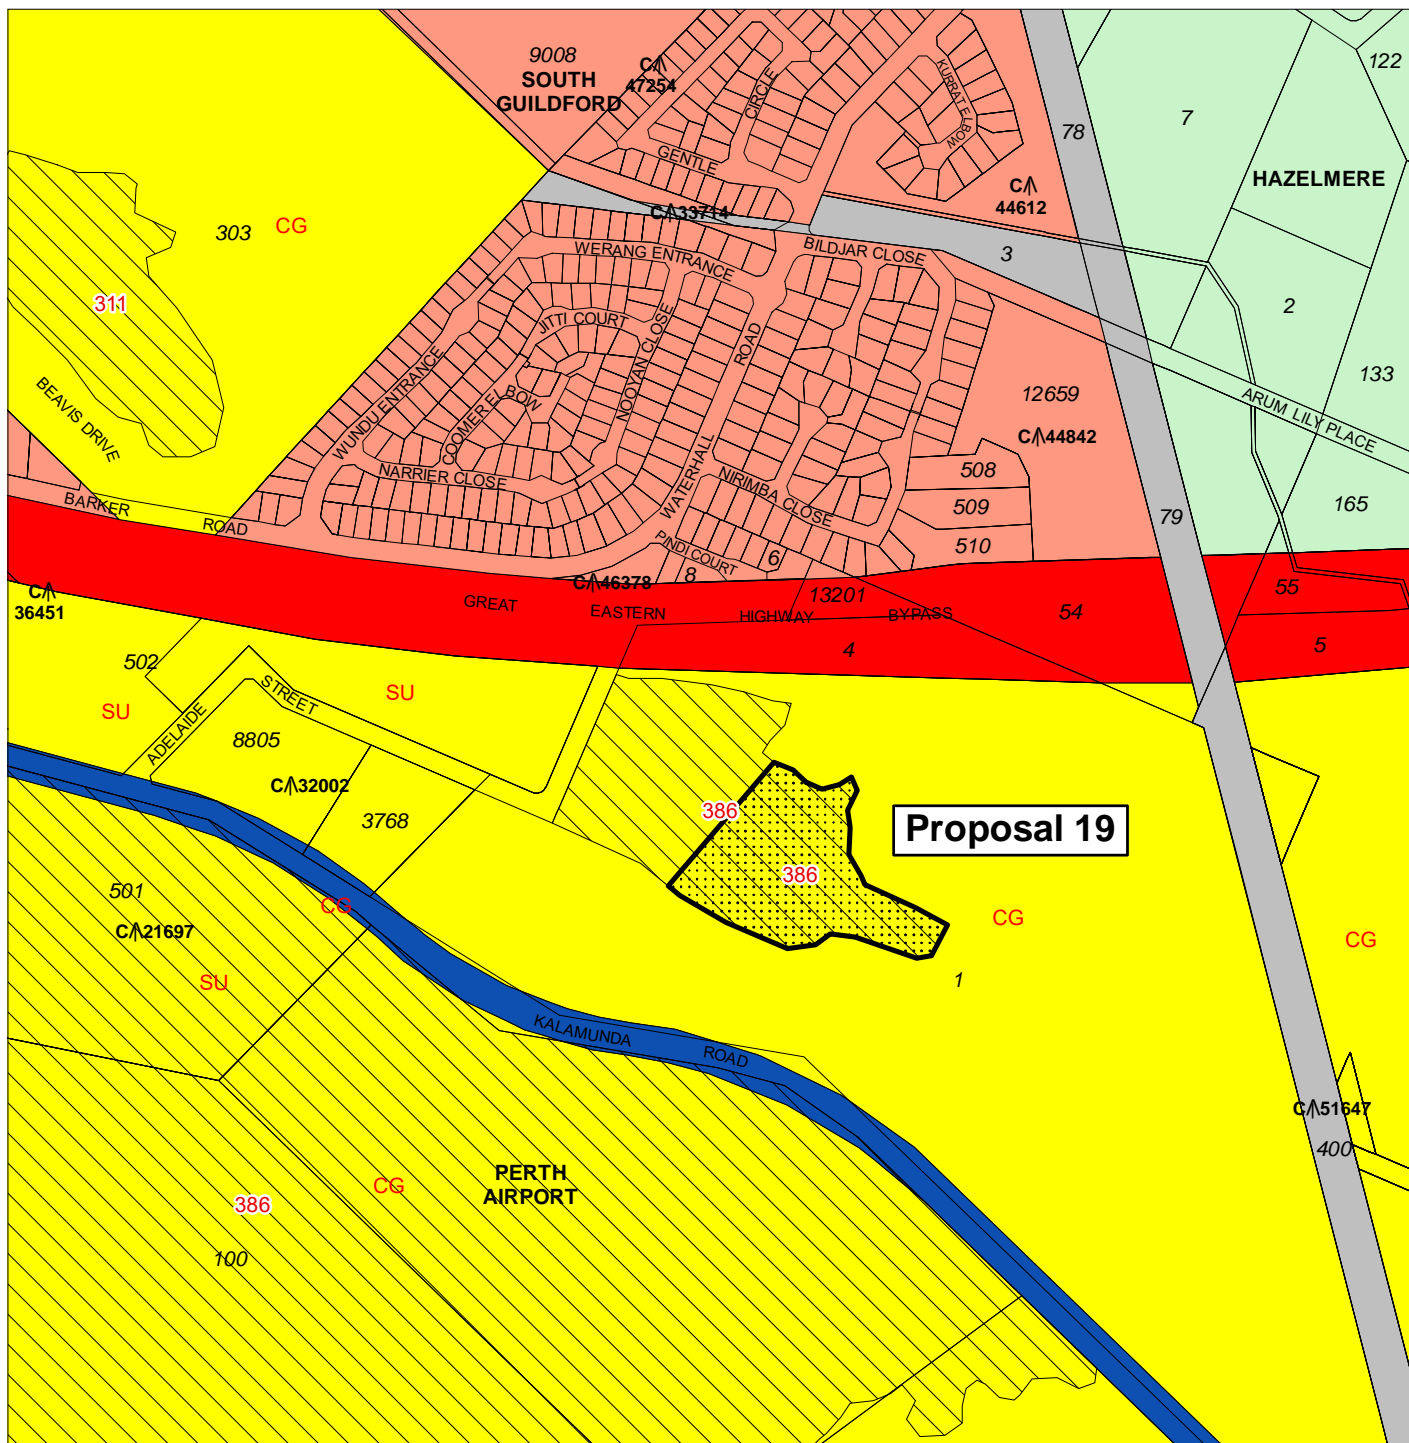 9008
SOUTH
GUILDFORD
C
47254
CIRCLE
KURRAT ELBOW
GENTLE
78
7
122
HAZELMERE
C
44612
C 33714
303
CG
311
WERANG ENTRANCE
BILDJAR CLOSE
3
2
JITTI COURT
NOOYAN CLOSE
ROAD
133
BEAVIS DRIVE
WUNDU ENTRANCE
COOMER ELBOW
12659
ARUM LILY PLACE
C 44842
NARRIER CLOSE
WATERHALL
NIRIMBA CLOSE
508
509
510
165
79
BARKER
ROAD
PINDI COURT
6
8
C
36451
C 46378
GREAT
EASTERN
HIGHWAY
BYPASS
13201
54
55
4
5
502
SU
STREET
SU
ADELAIDE
8805
C 32002
3768
386
Proposal 19
386
501
C 21697
CG
CG
CG
SU
1
KALAMUNDA
ROAD
C 51647
400
PERTH
AIRPORT
CG
386
100